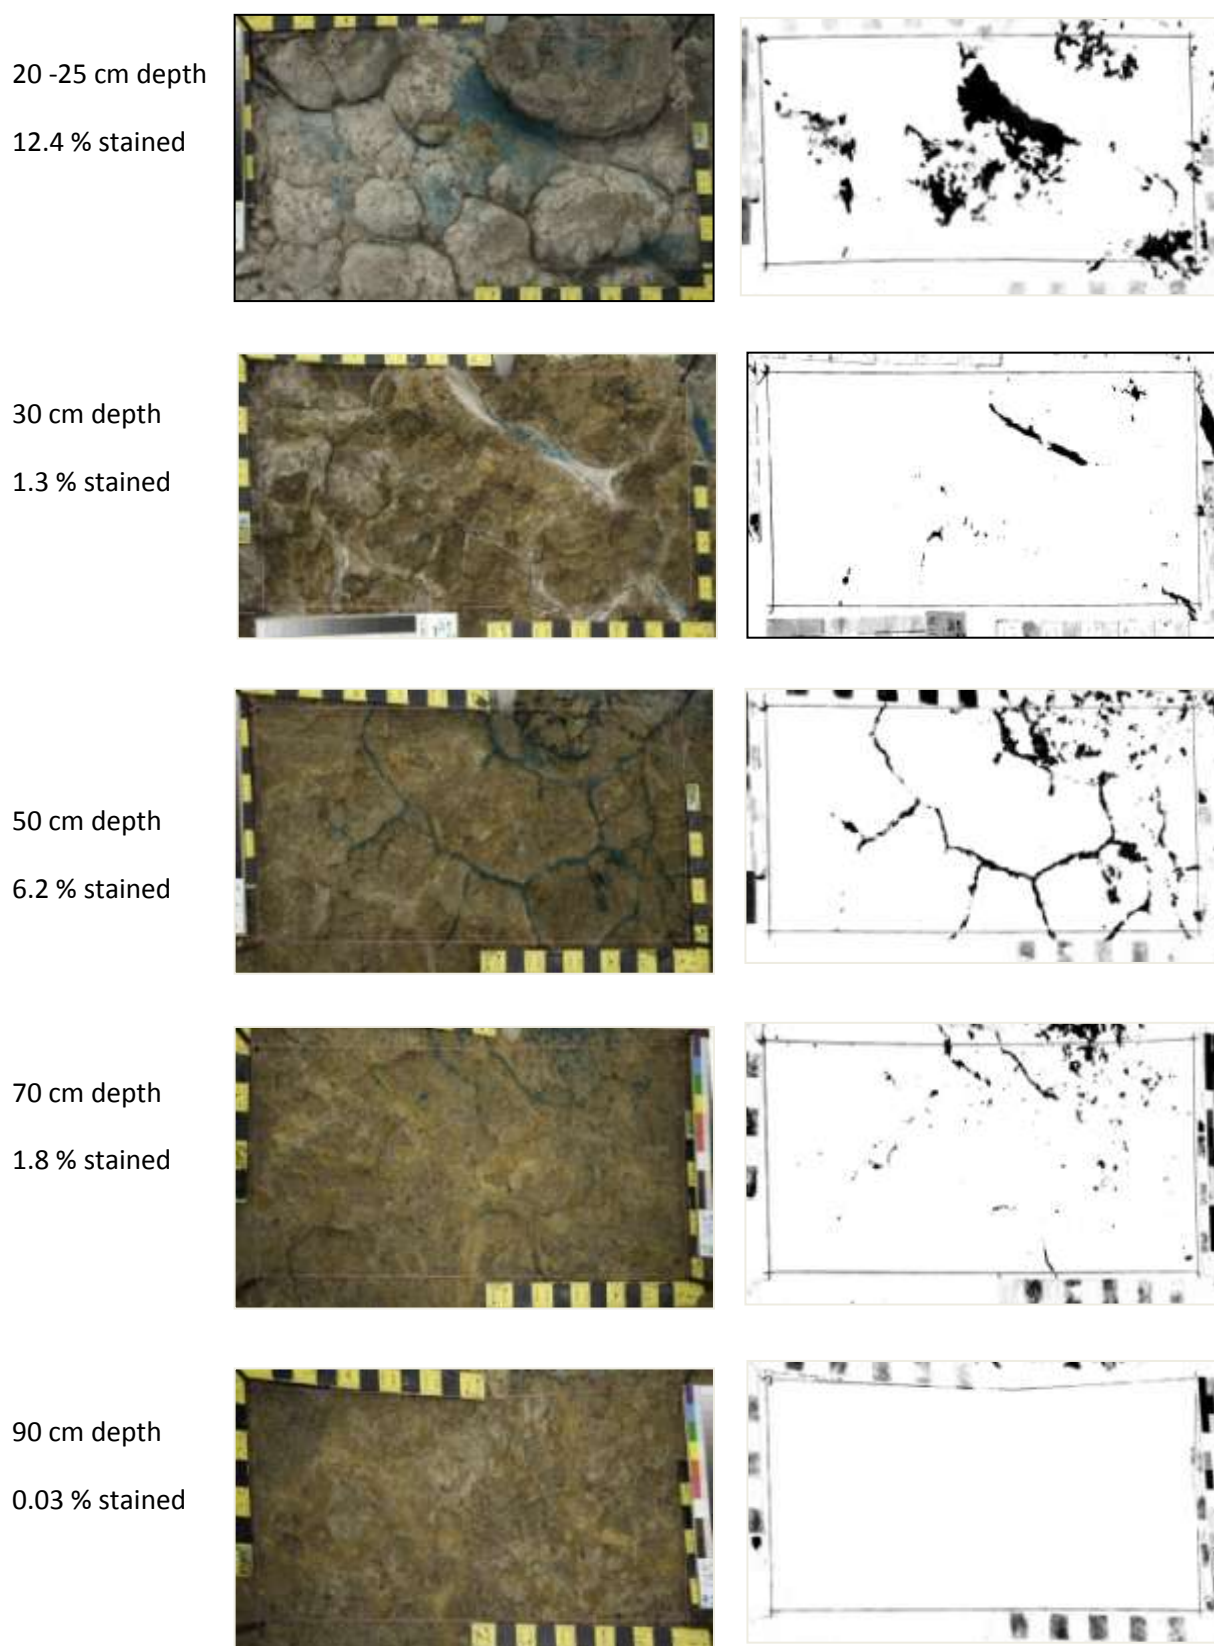 20 -25 cm depth
12.4 % stained
30 cm depth
1.3 % stained
50 cm depth
6.2 % stained
70 cm depth
1.8 % stained
90 cm depth
0.03 % stained